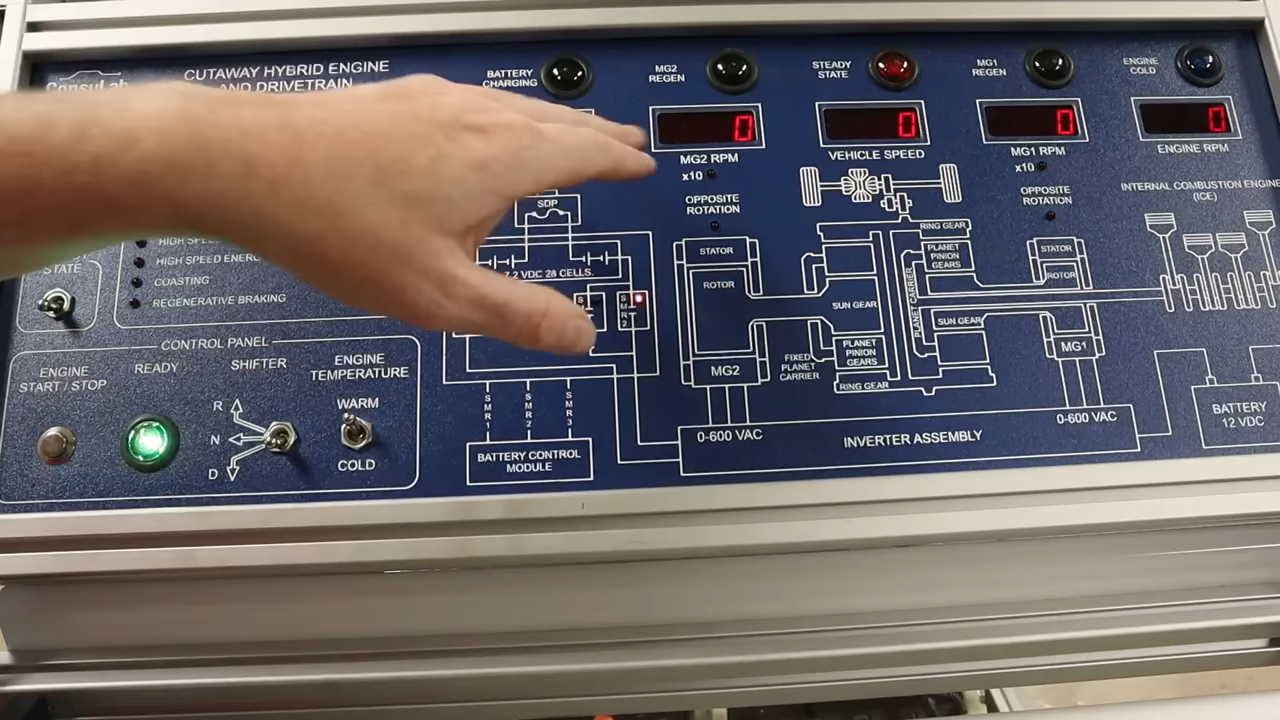 ConsuLab
CUTAWAY HYBRID ENGINE
AND DRIVETRAIN
BATTERY
CHARGING
MG2
REGEN
STEADY
STATE
MG1
REGEN
ENGINE
COLD
0
0
0
0
MG2 RPM
x10
VEHICLE SPEED
MG1 RPM
x10
ENGINE RPM
OPPOSITE
ROTATION
OPPOSITE
ROTATION
INTERNAL COMBUSTION ENGINE
(ICE)
SDP
7.2 VDC 28 CELLS.
SMR2
STATOR
ROTOR
MG2
RING GEAR
PLANET
PINION
GEARS
SUN GEAR
PLANET CARRIER
SUN GEAR
FIXED
PLANET
CARRIER
PLANET
PINION
GEARS
RING GEAR
STATOR
ROTOR
MG1
HIGH SPEED
HIGH SPEED ENERG
COASTING
REGENERATIVE BRAKING
STATE
CONTROL PANEL
ENGINE
START / STOP
READY
SHIFTER
R
N
D
ENGINE
TEMPERATURE
WARM
COLD
SMR1
SMR2
SMR3
BATTERY CONTROL
MODULE
0-600 VAC
INVERTER ASSEMBLY
0-600 VAC
BATTERY
12 VDC